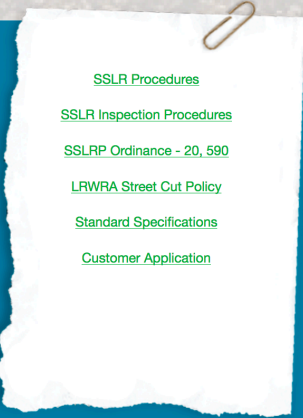 SSLR Procedures
SSLR Inspection Procedures
SSLRP Ordinance - 20, 590
LRWRA Street Cut Policy
Standard Specifications
Customer Application